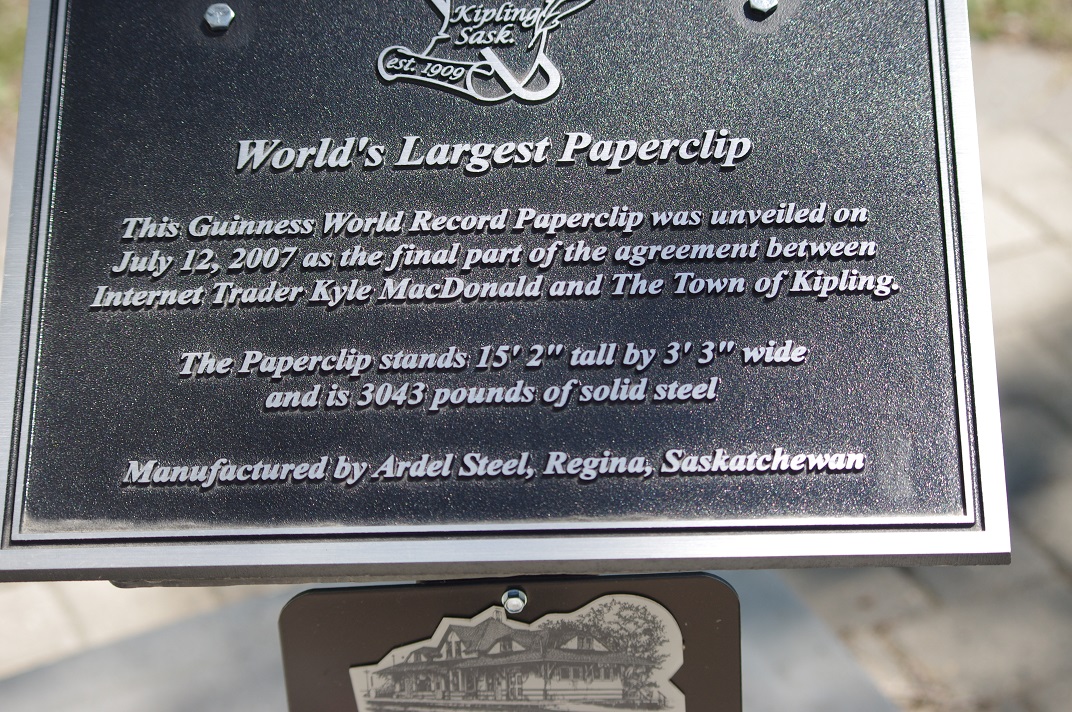 Kipling
Sask.
est. 1909
World's Largest Paperclip
This Guinness World Record Paperclip was unveiled on
July 12, 2007 as the final part of the agreement between
Internet Trader Kyle MacDonald and The Town of Kipling.
The Paperclip stands 15' 2" tall by 3' 3" wide
and is 3043 pounds of solid steel
Manufactured by Ardel Steel, Regina, Saskatchewan